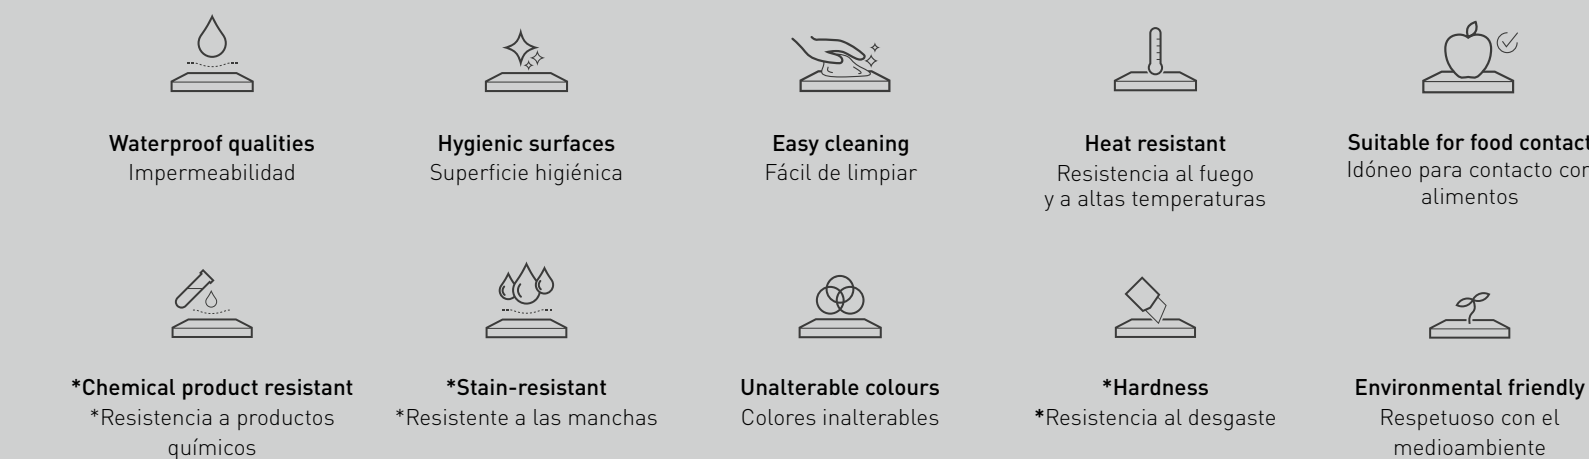 Waterproof qualities
Impermeabilidad
Hygienic surfaces
Superficie higiénica
Easy cleaning
Fácil de limpiar
Heat resistant
Resistencia al fuego
y a altas temperaturas
Suitable for food contact
Idóneo para contacto con
alimentos
*Chemical product resistant
*Resistencia a productos
químicos
*Stain-resistant
*Resistente a las manchas
Unalterable colours
Colores inalterables
*Hardness
*Resistencia al desgaste
Environmental friendly
Respetuoso con el
medioambiente